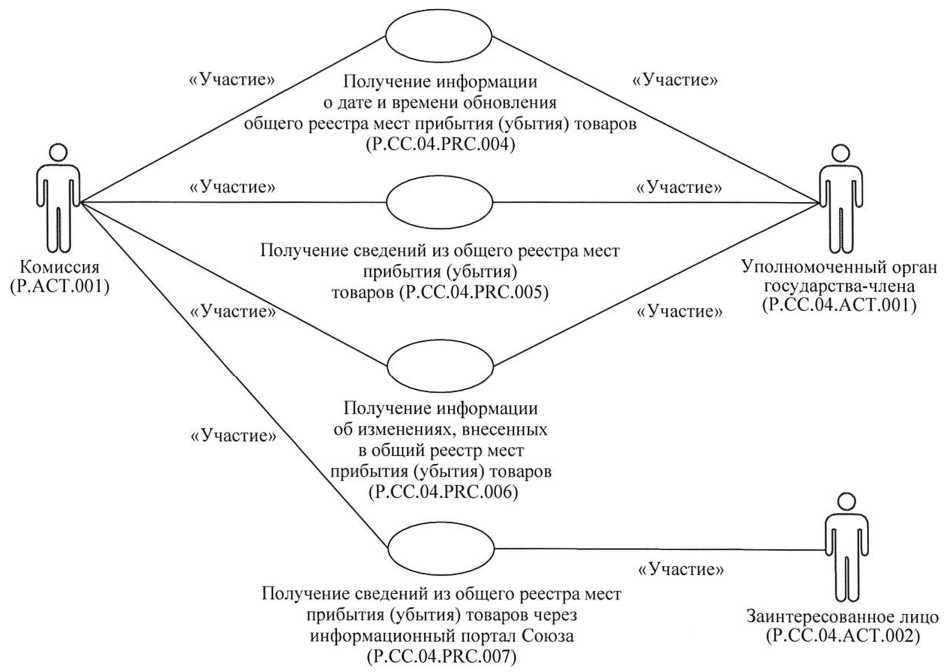 «Участие»
«Участие»
Получение информации
о дате и времени обновления
общего реестра мест прибытия (убытия) товаров
(P.CC.04.PRC.004)
«Участие»
«Участие»
Комиссия
(P.ACT.001)
Получение сведений из общего реестра мест
прибытия (убытия)
товаров (P.CC.04.PRC.005)
Уполномоченный орган
государства-члена
(P.CC.04.ACT.001)
«Участие»
«Участие»
Получение информации
об изменениях, внесенных
в общий реестр мест
прибытия (убытия) товаров
(P.CC.04.PRC.006)
«Участие»
«Участие»
Получение сведений из общего реестра мест
прибытия (убытия) товаров через
информационный портал Союза
(P.CC.04.PRC.007)
Заинтересованное лицо
(P.CC.04.ACT.002)